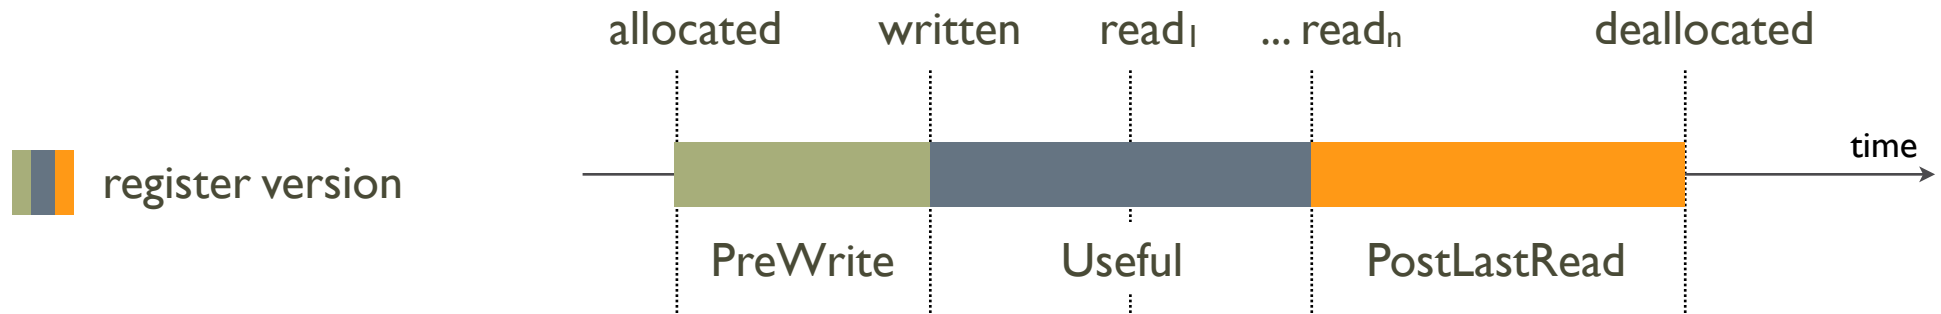 allocated written read₁ ... readₙ deallocated
time
register version
PreWrite Useful PostLastRead